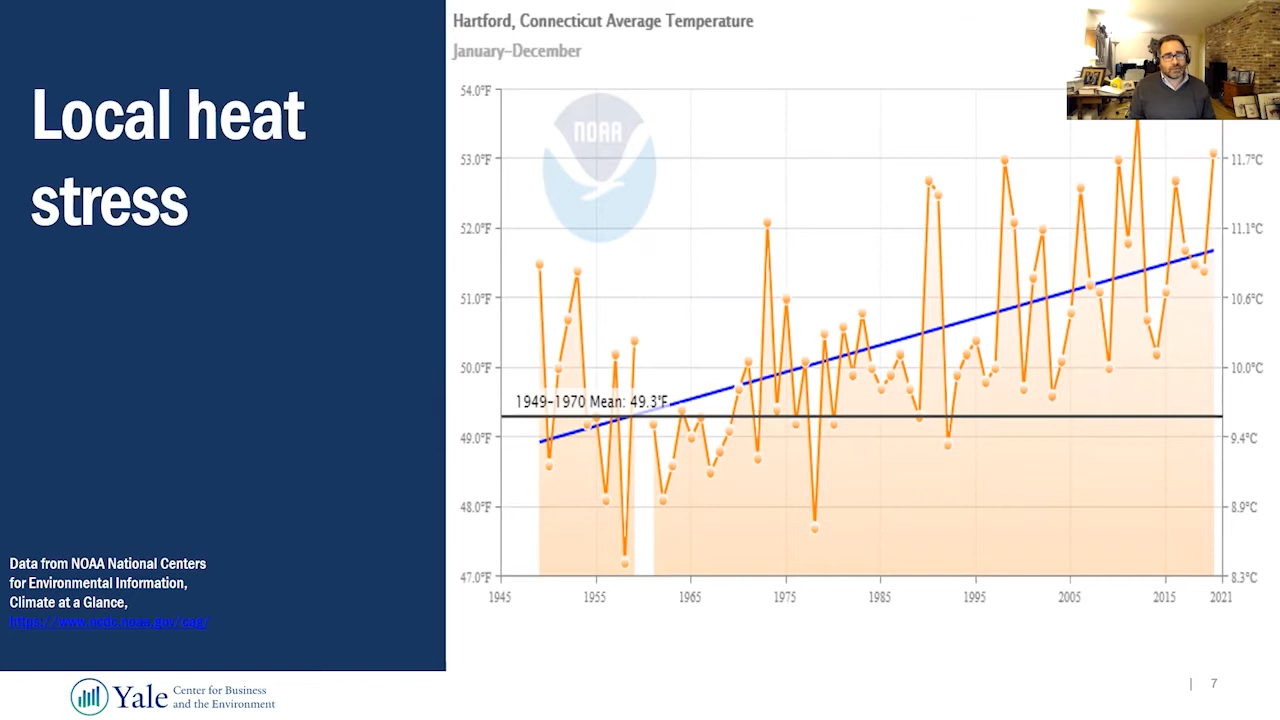 Local heat
stress
Data from NOAA National Centers
for Environmental Information,
Climate at a Glance,
https://www.ncdc.noaa.gov/cag/
Yale Center for Business
and the Environment
Hartford, Connecticut Average Temperature
January–December
NOAA
54.0°F
53.0°F
52.0°F
51.0°F
50.0°F
49.0°F
48.0°F
47.0°F
1949–1970 Mean: 49.3°F
11.7°C
11.1°C
10.6°C
10.0°C
9.4°C
8.9°C
8.3°C
1945 1955 1965 1975 1985 1995 2005 2015 2021
| 7